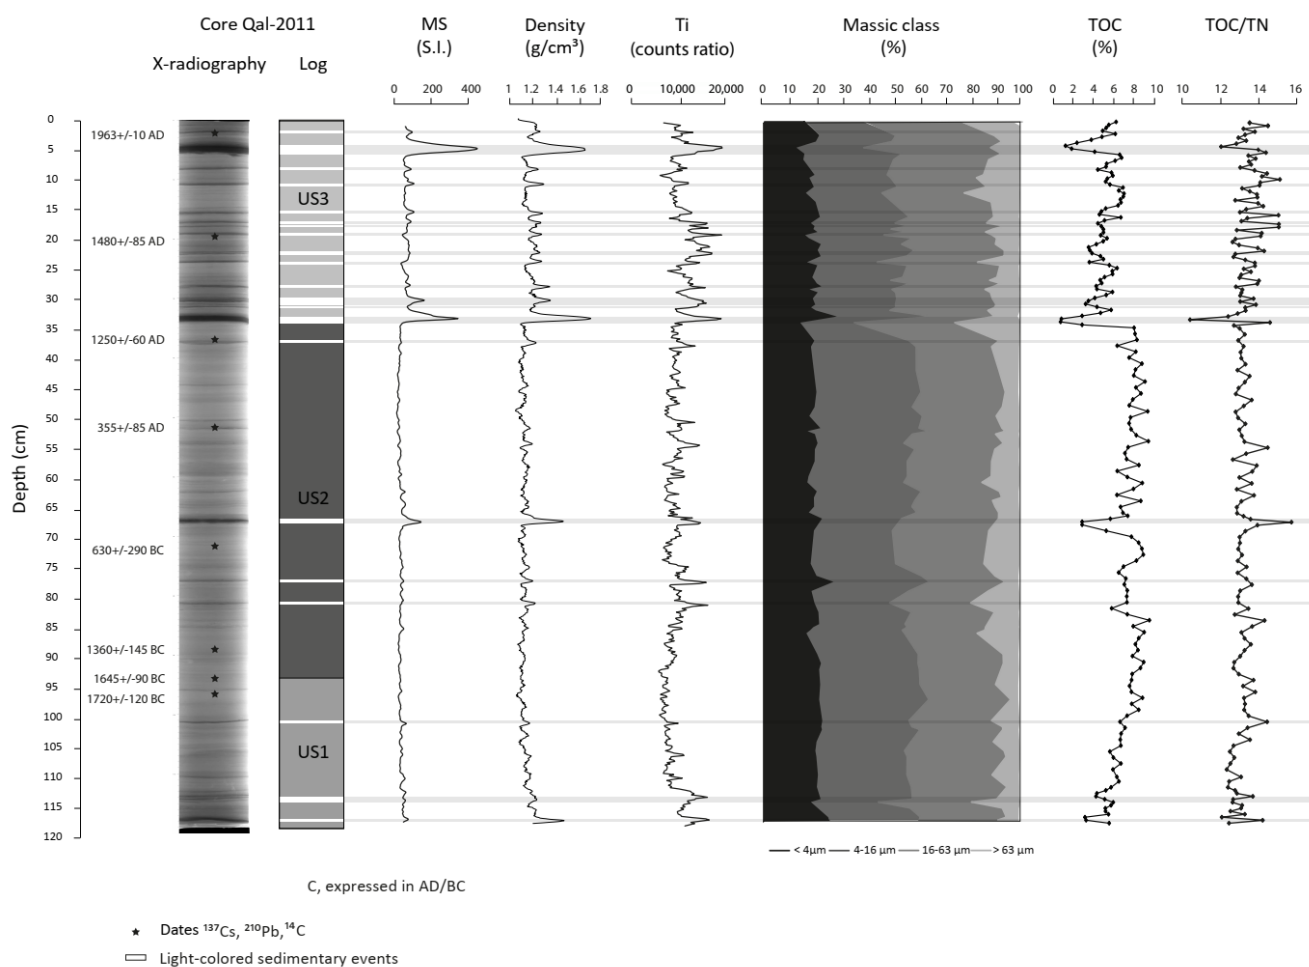 Core Qal-2011
X-radiography Log
MS
(S.I.)
Density
(g/cm³)
Ti
(counts ratio)
Massic class
(%)
TOC
(%)
TOC/TN
0 200 400
1 1.2 1.4 1.6 1.8
0 10,000 20,000
0 10 20 30 40 50 60 70 80 90 100
0 2 4 6 8 10
10 12 14 16
Depth (cm)
0
5
10
15
20
25
30
35
40
45
50
55
60
65
70
75
80
85
90
95
100
105
110
115
120
1963+/-10 AD
1480+/-85 AD
1250+/-60 AD
355+/-85 AD
630+/-290 BC
1360+/-145 BC
1645+/-90 BC
1720+/-120 BC
US3
US2
US1
< 4µm 4-16 µm 16-63 µm > 63 µm
C, expressed in AD/BC
★ Dates ¹³⁷Cs, ²¹⁰Pb,¹⁴C
Light-colored sedimentary events